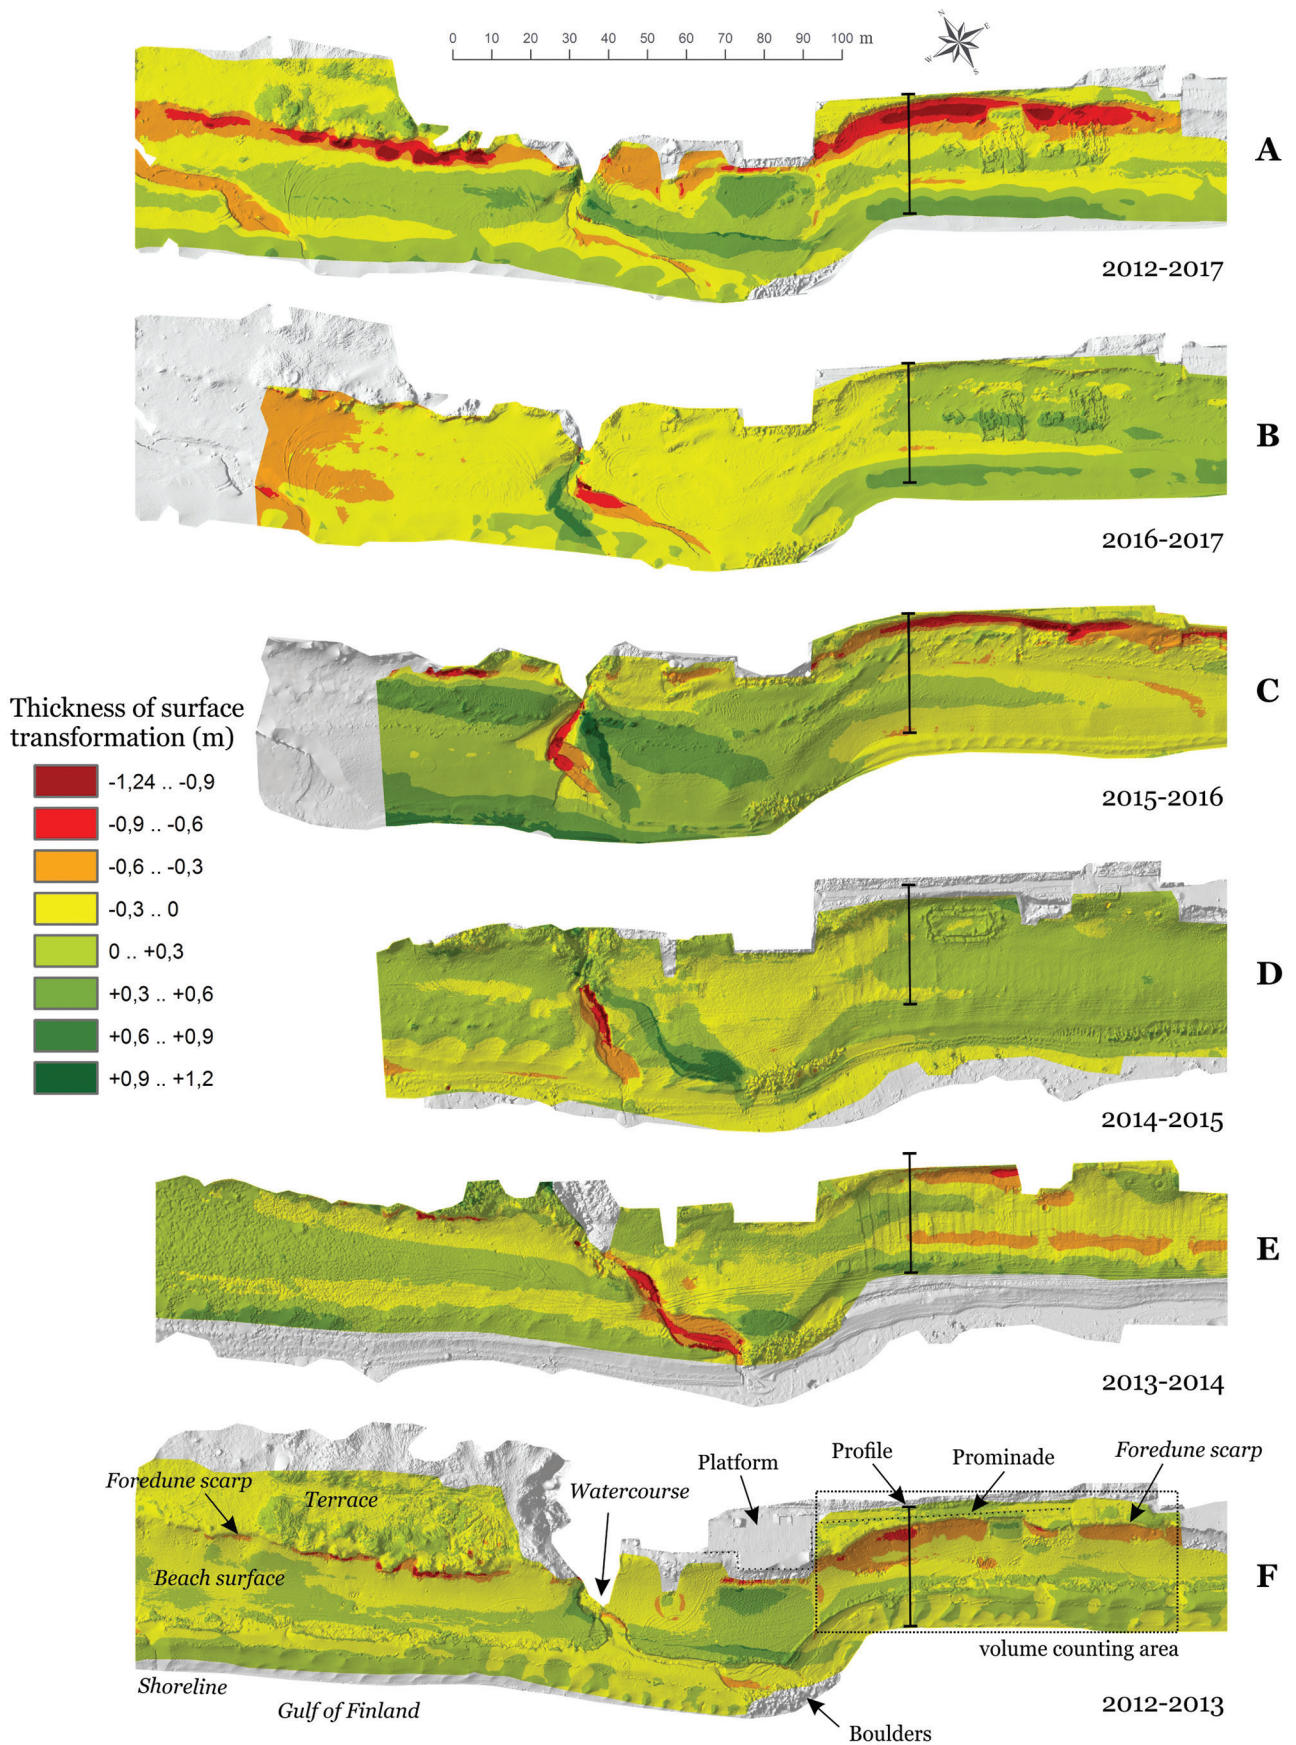 0 10 20 30 40 50 60 70 80 90 100 m
N
E
W
S
A
2012-2017
B
2016-2017
C
2015-2016
Thickness of surface
transformation (m)
-1,24 .. -0,9
-0,9 .. -0,6
-0,6 .. -0,3
-0,3 .. 0
0 .. +0,3
+0,3 .. +0,6
+0,6 .. +0,9
+0,9 .. +1,2
D
2014-2015
E
2013-2014
Foredune scarp
Terrace
Beach surface
Watercourse
Platform
Profile
Prominade
Foredune scarp
F
volume counting area
Shoreline
Gulf of Finland
Boulders
2012-2013